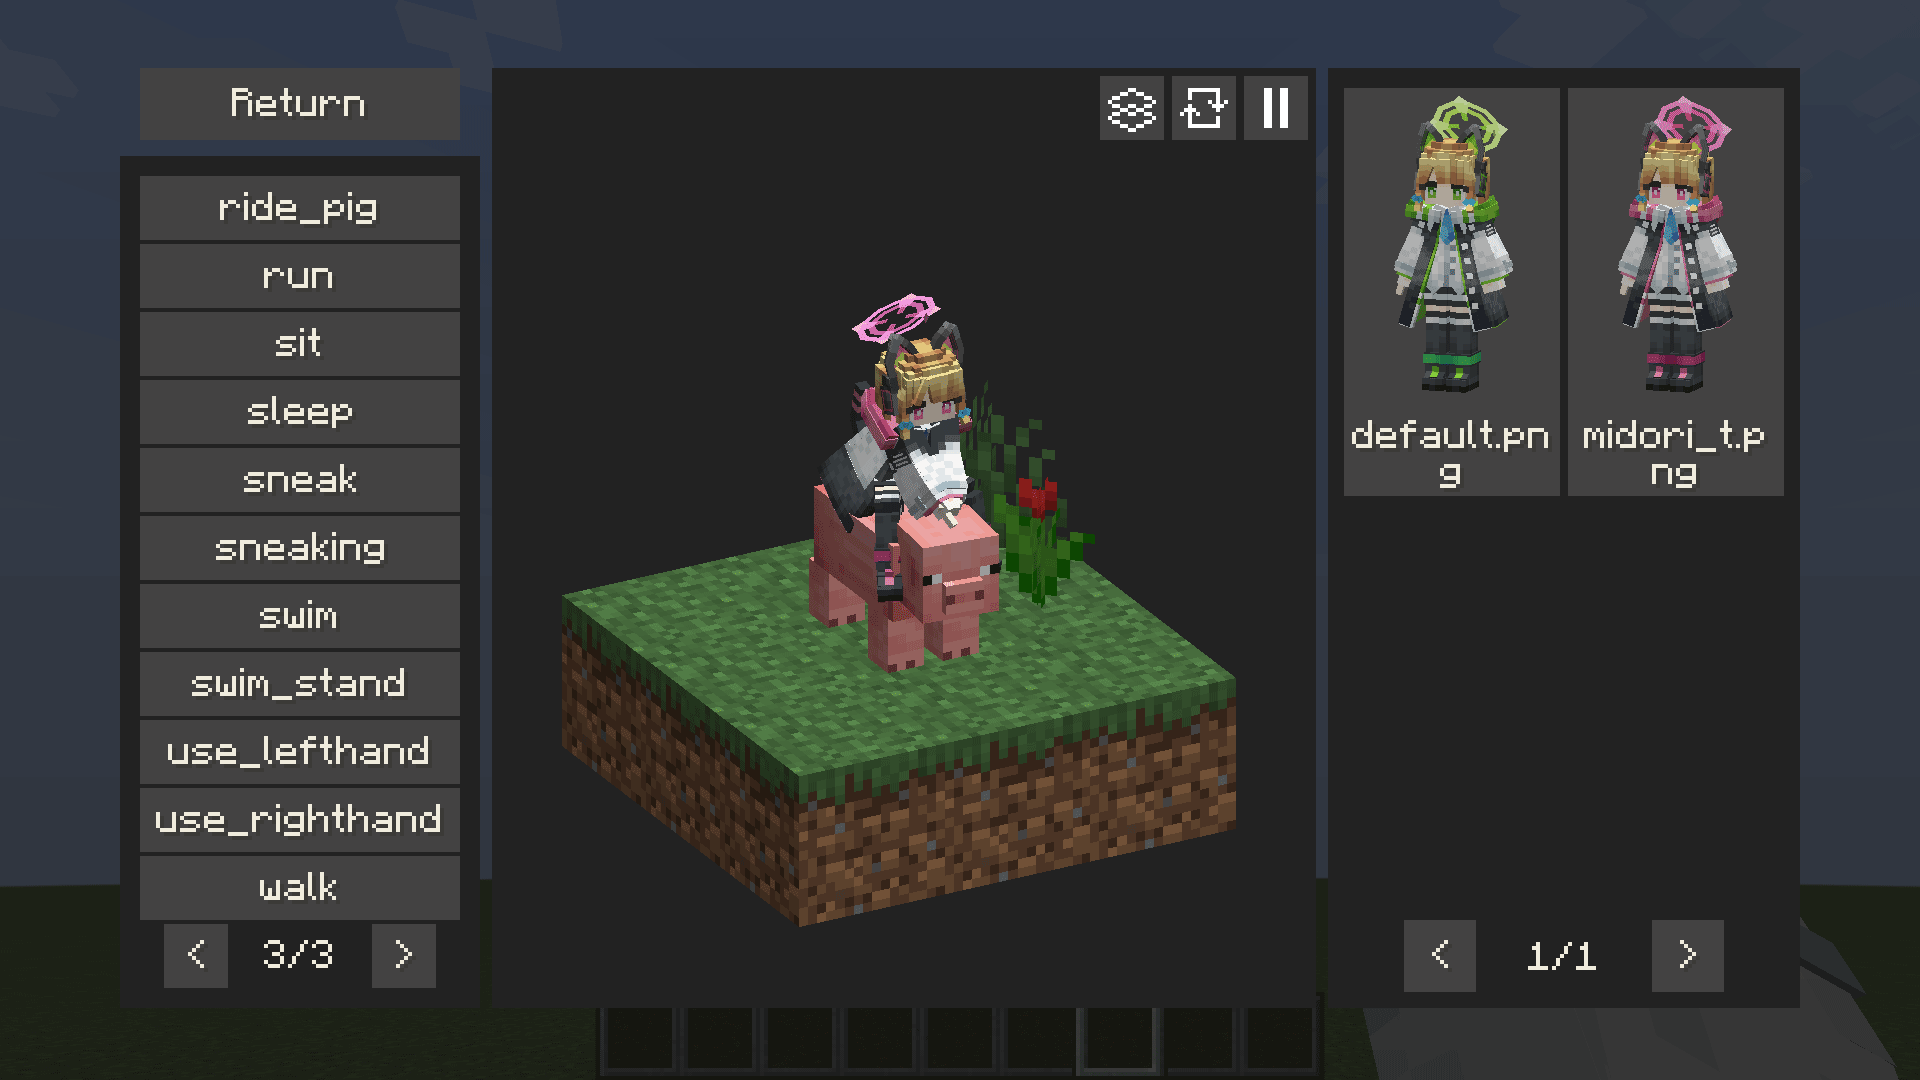 Return
ride_pig
run
sit
sleep
sneak
sneaking
swim
swim_stand
use_lefthand
use_righthand
walk
<
3/3
>
default.pn
g
midori_t.p
ng
<
1/1
>